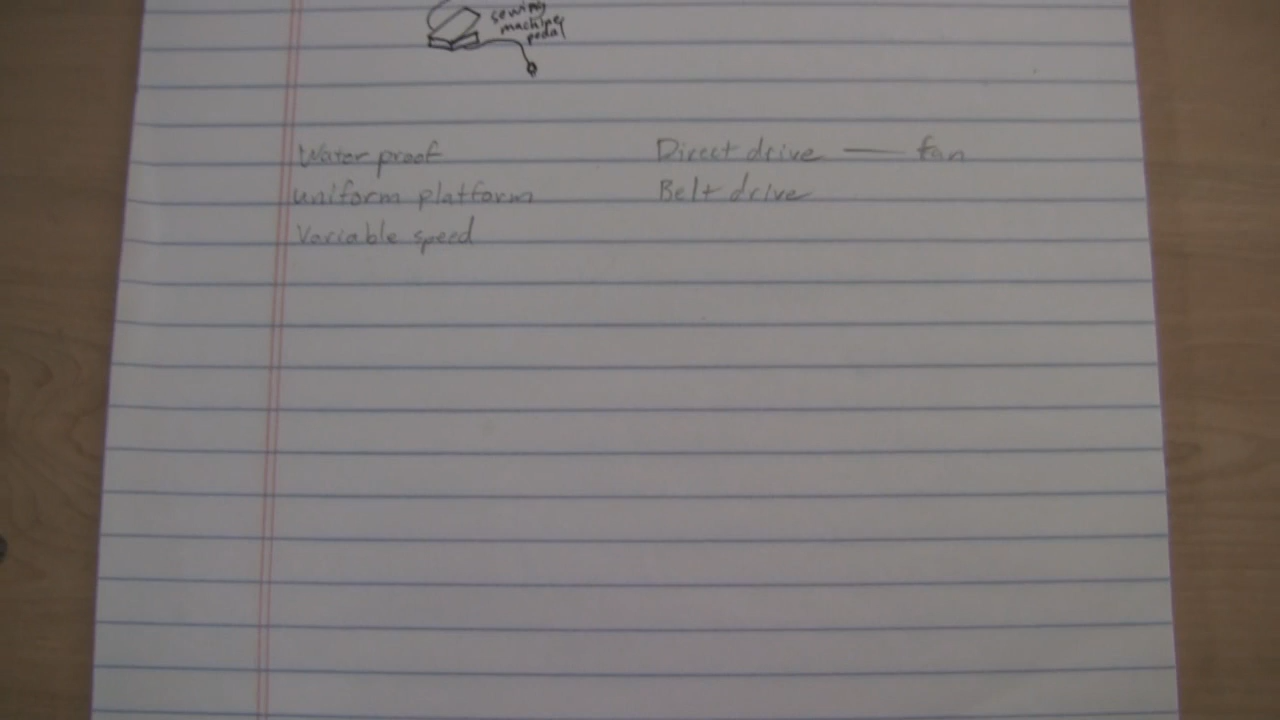 sewing
machine
pedal
Water proof
uniform platform
Variable speed
Direct drive — fan
Belt drive